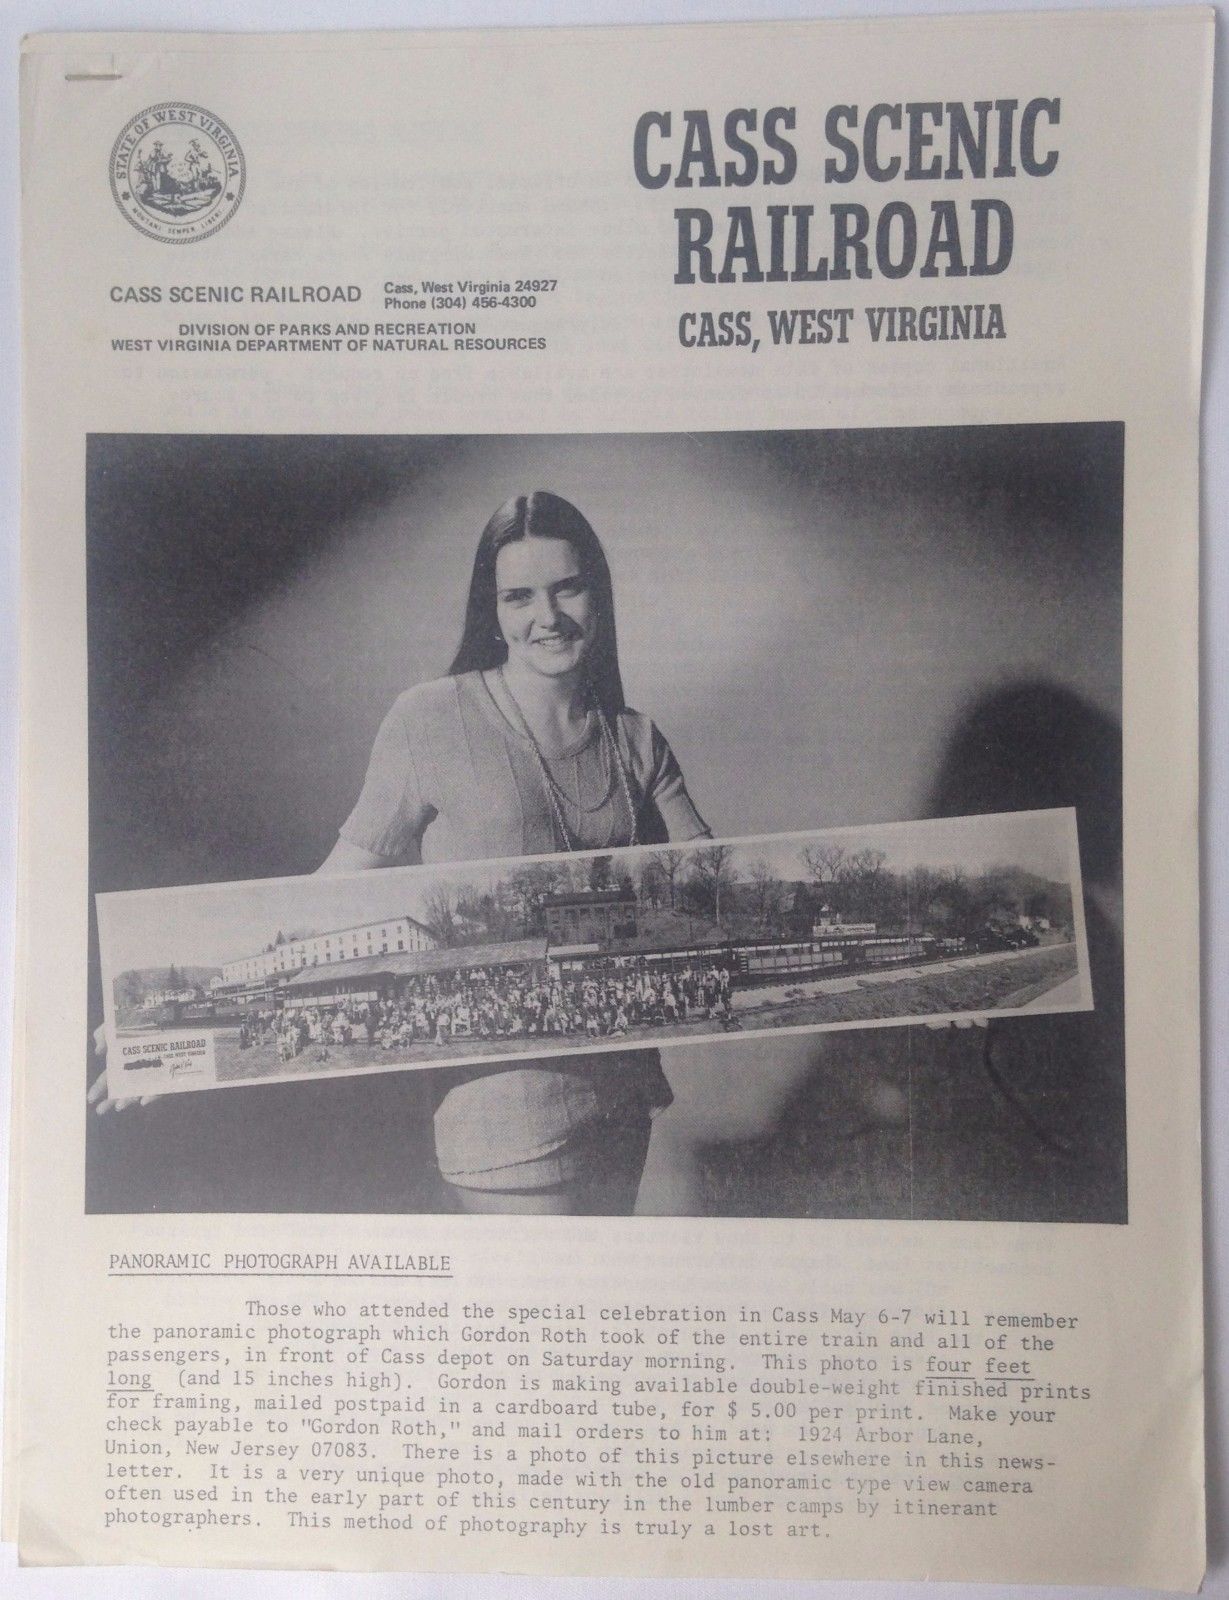 STATE OF WEST VIRGINIA
MONTANI SEMPER LIBERI
CASS SCENIC
RAILROAD
CASS, WEST VIRGINIA
CASS SCENIC RAILROAD
Cass, West Virginia 24927
Phone (304) 456-4300
DIVISION OF PARKS AND RECREATION
WEST VIRGINIA DEPARTMENT OF NATURAL RESOURCES
CASS SCENIC RAILROAD
CASS WEST VIRGINIA
PANORAMIC PHOTOGRAPH AVAILABLE
Those who attended the special celebration in Cass May 6-7 will remember
the panoramic photograph which Gordon Roth took of the entire train and all of the
passengers, in front of Cass depot on Saturday morning. This photo is four feet
long (and 15 inches high). Gordon is making available double-weight finished prints
for framing, mailed postpaid in a cardboard tube, for $ 5.00 per print. Make your
check payable to "Gordon Roth," and mail orders to him at: 1924 Arbor Lane,
Union, New Jersey 07083. There is a photo of this picture elsewhere in this news-
letter. It is a very unique photo, made with the old panoramic type view camera
often used in the early part of this century in the lumber camps by itinerant
photographers. This method of photography is truly a lost art.